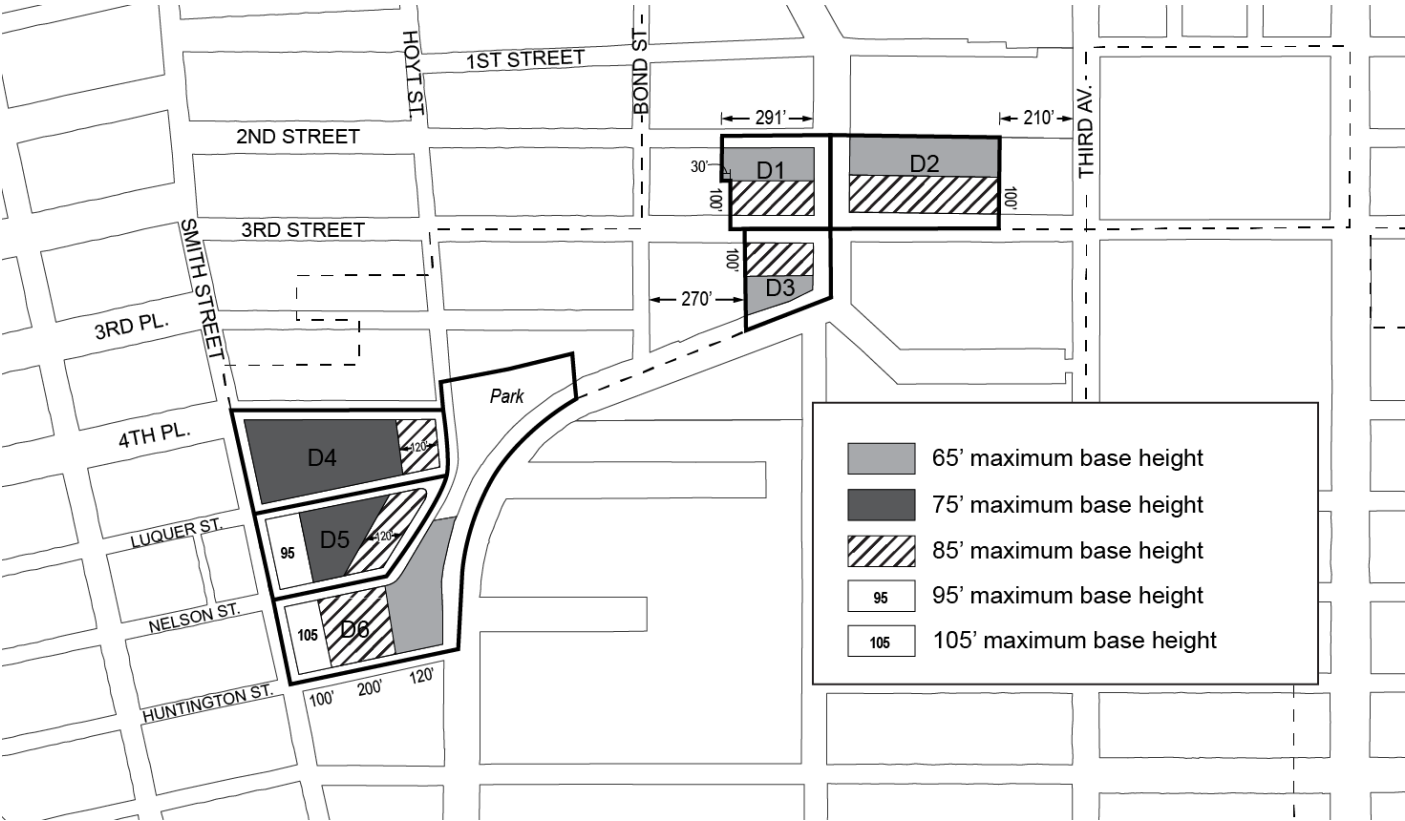 HOYT ST.
1ST STREET
BOND ST.
THIRD AV.
291'
210'
2ND STREET
30'
D1
D2
100'
100'
SMITH STREET
3RD STREET
100'
D3
270'
3RD PL.
Park
4TH PL.
D4
120'
LUQUER ST.
95
D5
120'
NELSON ST.
105
D6
HUNTINGTON ST.
100'
200'
120'
65' maximum base height
75' maximum base height
85' maximum base height
95
95' maximum base height
105
105' maximum base height